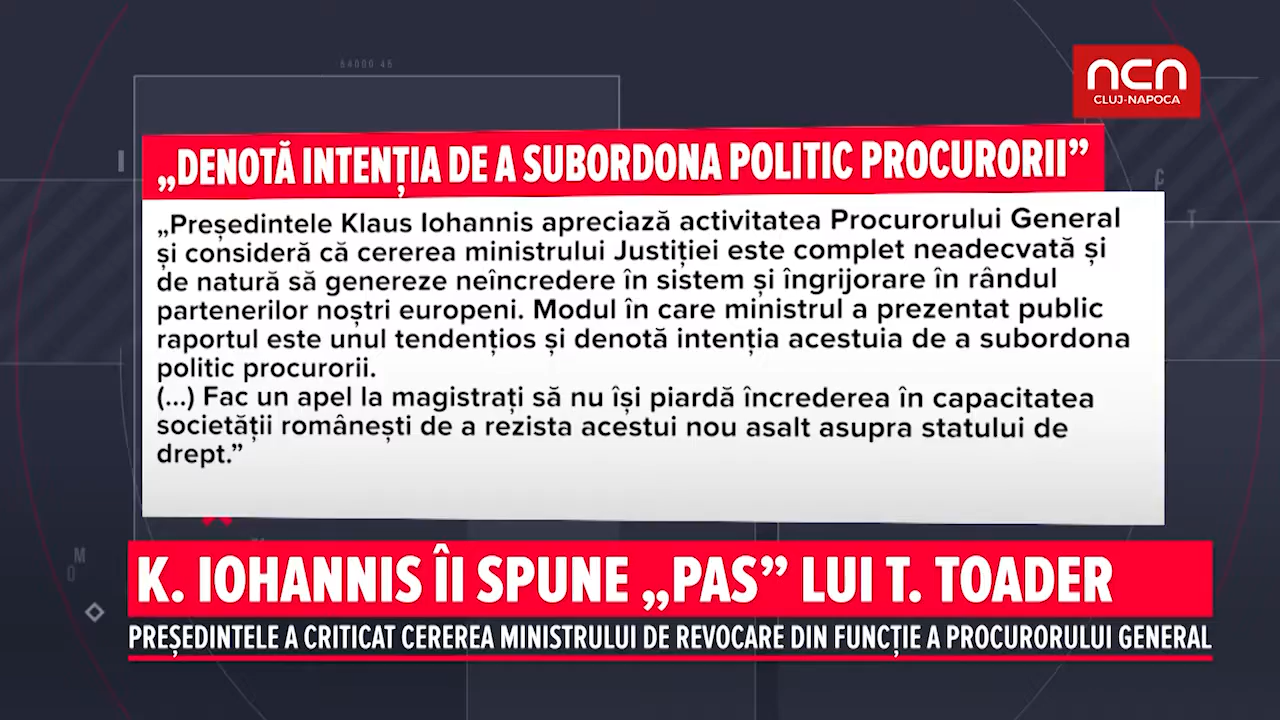 84000 46
ncn
CLUJ-NAPOCA
„DENOTĂ INTENȚIA DE A SUBORDONA POLITIC PROCURORII”
„Președintele Klaus Iohannis apreciază activitatea Procurorului General
și consideră că cererea ministrului Justiției este complet neadecvată și
de natură să genereze neîncredere în sistem și îngrijorare în rândul
partenerilor noștri europeni. Modul în care ministrul a prezentat public
raportul este unul tendențios și denotă intenția acestuia de a subordona
politic procurorii.
(...) Fac un apel la magistrați să nu își piardă încrederea în capacitatea
societății românești de a rezista acestui nou asalt asupra statului de
drept.”
K. IOHANNIS ÎI SPUNE „PAS” LUI T. TOADER
PREȘEDINTELE A CRITICAT CEREREA MINISTRULUI DE REVOCARE DIN FUNCȚIE A PROCURORULUI GENERAL